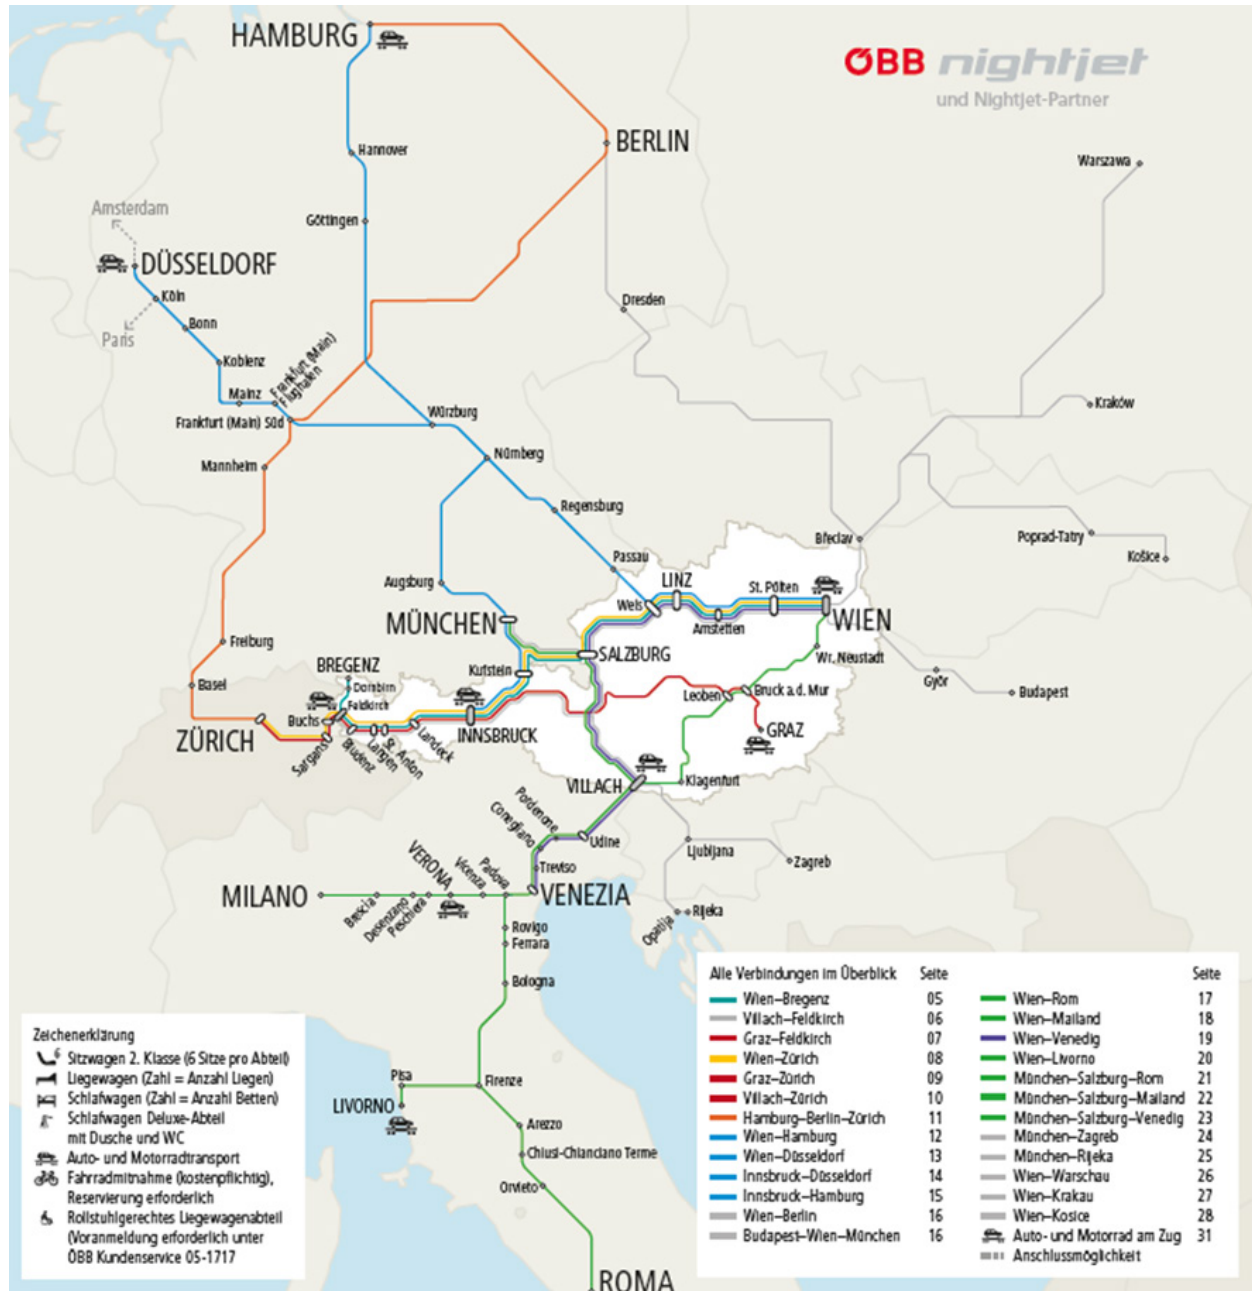 HAMBURG
ÖBB nightjet
und Nightjet-Partner
BERLIN
Hannover
Warszawa
Amsterdam
Göttingen
DÜSSELDORF
Köln
Dresden
Bonn
Paris
Koblenz
Frankfurt (Main)
Flughafen
Mainz
Kraków
Frankfurt (Main) Süd
Würzburg
Nürnberg
Mannheim
Regensburg
Břeclav
Poprad-Tatry
Košice
Passau
Augsburg
LINZ
St. Pölten
Wels
MÜNCHEN
Amstetten
WIEN
Freiburg
SALZBURG
Wr. Neustadt
BREGENZ
Kufstein
Győr
Basel
Dornbirn
Leoben
Bruck a.d. Mur
Budapest
Feldkirch
Buchs
ZÜRICH
INNSBRUCK
GRAZ
Sargans
Bludenz
Langen
St. Anton
Landeck
VILLACH
Klagenfurt
Pordenone
Conegliano
Udine
Ljubljana
Zagreb
Treviso
VERONA
Vicenza
Padova
MILANO
VENEZIA
Brescia
Desenzano
Peschiera
Opatija
Rijeka
Rovigo
Ferrara
Bologna
Pisa
Firenze
LIVORNO
Arezzo
Chiusi-Chianciano Terme
Orvieto
ROMA
Zeichenerklärung
Sitzwagen 2. Klasse (6 Sitze pro Abteil)
Liegewagen (Zahl = Anzahl Liegen)
Schlafwagen (Zahl = Anzahl Betten)
Schlafwagen Deluxe-Abteil
mit Dusche und WC
Auto- und Motorradtransport
Fahrradmitnahme (kostenpflichtig),
Reservierung erforderlich
Rollstuhlgerechtes Liegewagenabteil
(Voranmeldung erforderlich unter
ÖBB Kundenservice 05-1717
Alle Verbindungen im Überblick Seite
Wien–Bregenz 05
Villach–Feldkirch 06
Graz–Feldkirch 07
Wien–Zürich 08
Graz–Zürich 09
Villach–Zürich 10
Hamburg–Berlin–Zürich 11
Wien–Hamburg 12
Wien–Düsseldorf 13
Innsbruck–Düsseldorf 14
Innsbruck–Hamburg 15
Wien–Berlin 16
Budapest–Wien–München 16
Seite
Wien–Rom 17
Wien–Mailand 18
Wien–Venedig 19
Wien–Livorno 20
München–Salzburg–Rom 21
München–Salzburg–Mailand 22
München–Salzburg–Venedig 23
München–Zagreb 24
München–Rijeka 25
Wien–Warschau 26
Wien–Krakau 27
Wien–Kosice 28
Auto- und Motorrad am Zug 31
Anschlussmöglichkeit